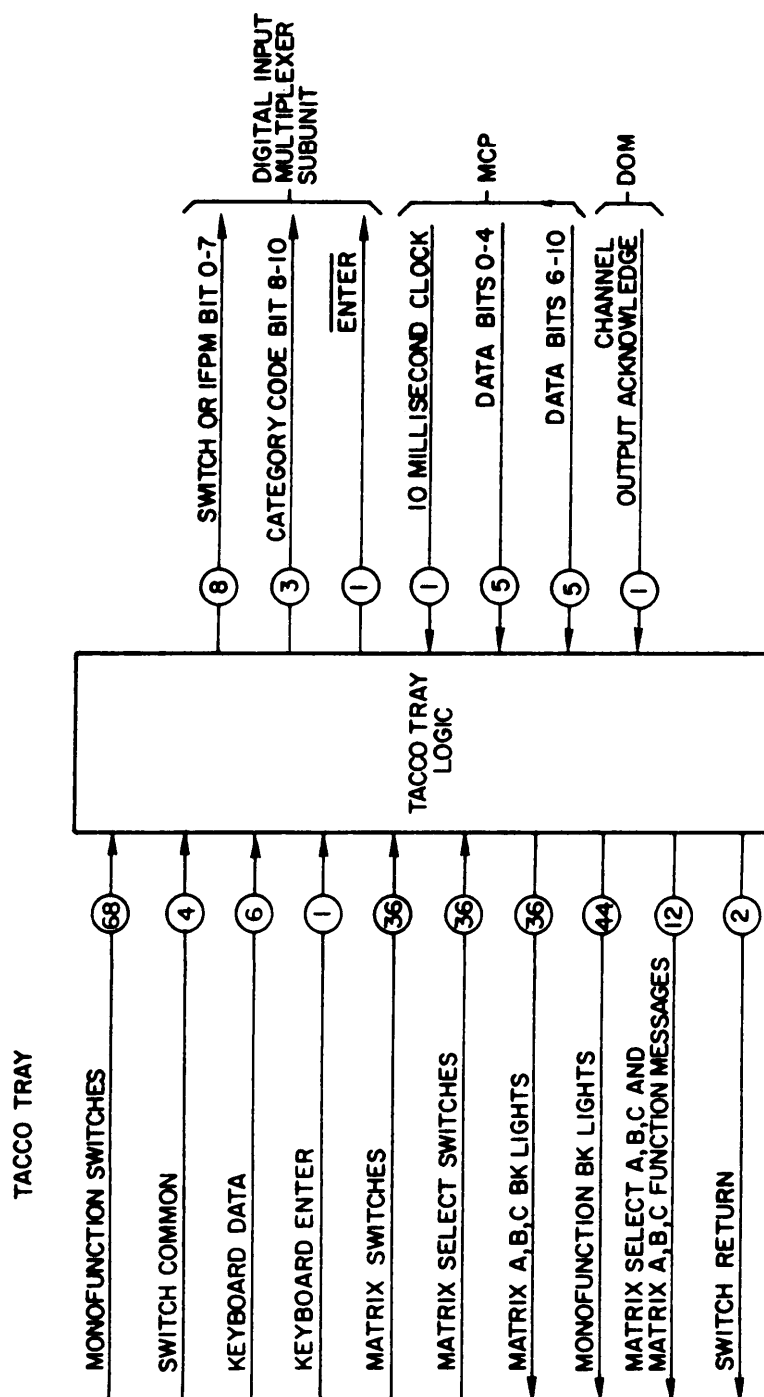 TACCO TRAY
MONOFUNCTION SWITCHES
68
SWITCH COMMON
4
KEYBOARD DATA
6
KEYBOARD ENTER
1
MATRIX SWITCHES
36
MATRIX SELECT SWITCHES
36
MATRIX A,B,C BK LIGHTS
36
MONOFUNCTION BK LIGHTS
44
MATRIX SELECT A,B,C AND
MATRIX A,B,C FUNCTION MESSAGES
12
SWITCH RETURN
2
TACCO TRAY
LOGIC
8
SWITCH OR IFPM BIT 0-7
3
CATEGORY CODE BIT 8-10
1
ENTER
DIGITAL INPUT
MULTIPLEXER
SUBUNIT
1
10 MILLISECOND CLOCK
5
DATA BITS 0-4
5
DATA BITS 6-10
MCP
1
CHANNEL
OUTPUT ACKNOWLEDGE
DOM